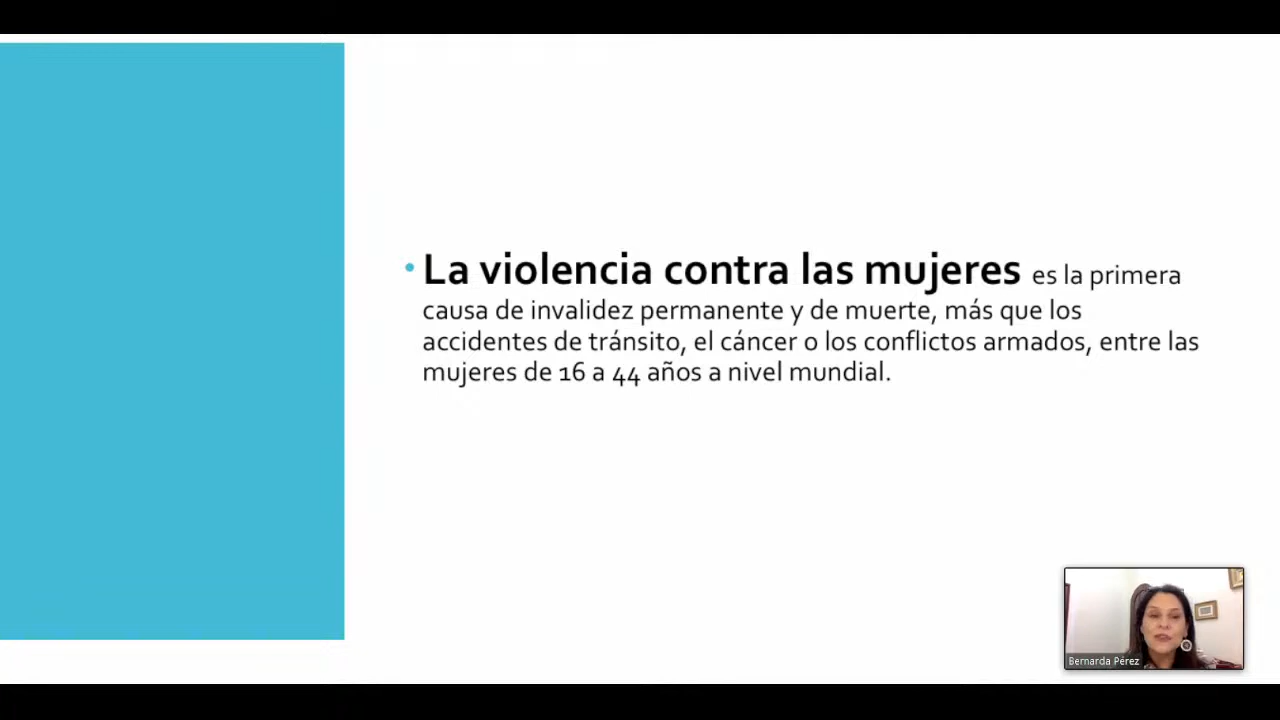 • La violencia contra las mujeres es la primera
causa de invalidez permanente y de muerte, más que los
accidentes de tránsito, el cáncer o los conflictos armados, entre las
mujeres de 16 a 44 años a nivel mundial.
Bernarda Pérez